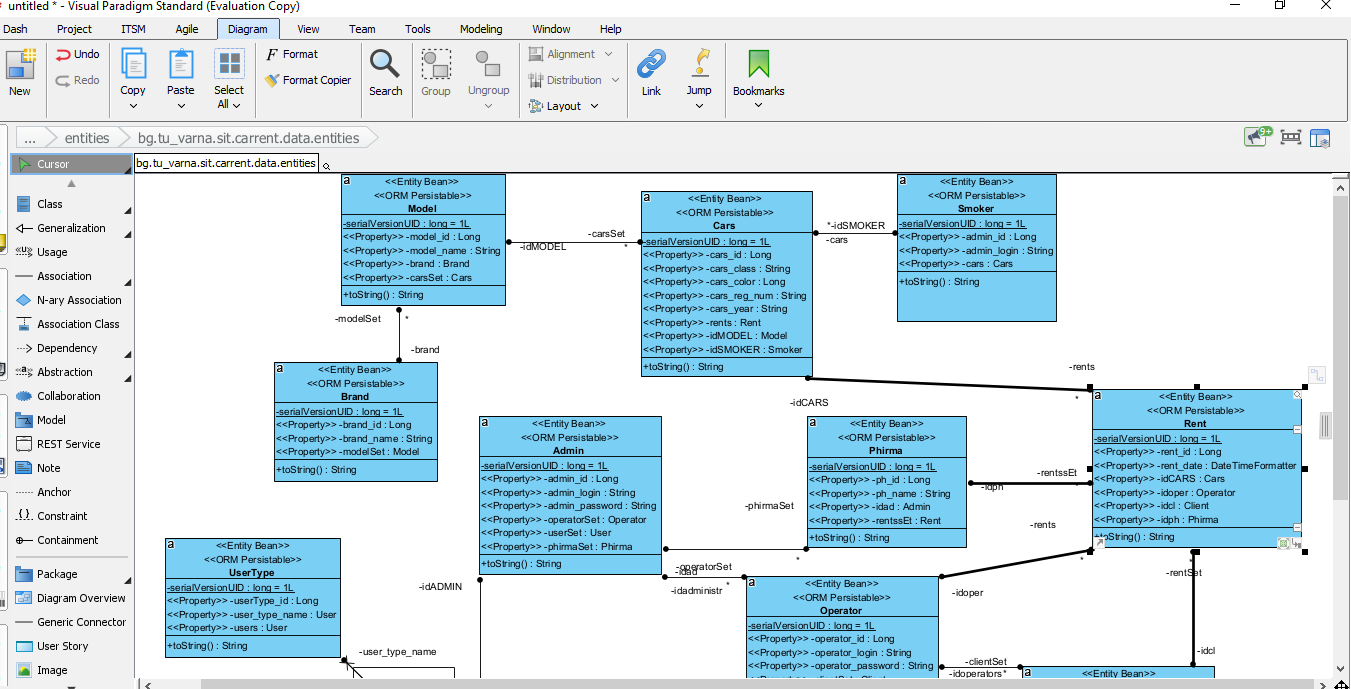 untitled * - Visual Paradigm Standard (Evaluation Copy)
Dash Project ITSM Agile Diagram View Team Tools Modeling Window Help
New
Undo
Redo
Copy
Paste
Select
All
Format
Format Copier
Search
Group
Ungroup
Alignment
Distribution
Layout
Link
Jump
Bookmarks
... entities bg.tu_varna.sit.carrent.data.entities
9+
Cursor
Class
Generalization
Usage
Association
N-ary Association
Association Class
Dependency
Abstraction
Collaboration
Model
REST Service
Note
Anchor
Constraint
Containment
Package
Diagram Overview
Generic Connector
User Story
Image
bg.tu_varna.sit.carrent.data.entities
a
<<Entity Bean>>
<<ORM Persistable>>
Model
-serialVersionUID : long = 1L
<<Property>> -model_id : Long
<<Property>> -model_name : String
<<Property>> -brand : Brand
<<Property>> -carsSet : Cars
+toString() : String
-carsSet
*
-idMODEL
a
<<Entity Bean>>
<<ORM Persistable>>
Cars
-serialVersionUID : long = 1L
<<Property>> -cars_id : Long
<<Property>> -cars_class : String
<<Property>> -cars_color : Long
<<Property>> -cars_reg_num : String
<<Property>> -cars_year : String
<<Property>> -rents : Rent
<<Property>> -idMODEL : Model
<<Property>> -idSMOKER : Smoker
+toString() : String
*-idSMOKER
-cars
a
<<Entity Bean>>
<<ORM Persistable>>
Smoker
-serialVersionUID : long = 1L
<<Property>> -admin_id : Long
<<Property>> -admin_login : String
<<Property>> -cars : Cars
+toString() : String
-modelSet
*
-brand
a
<<Entity Bean>>
<<ORM Persistable>>
Brand
-serialVersionUID : long = 1L
<<Property>> -brand_id : Long
<<Property>> -brand_name : String
<<Property>> -modelSet : Model
+toString() : String
-rents
*
-idCARS
a
<<Entity Bean>>
<<ORM Persistable>>
Rent
-serialVersionUID : long = 1L
<<Property>> -rent_id : Long
<<Property>> -rent_date : DateTimeFormatter
<<Property>> -idCARS : Cars
<<Property>> -idoper : Operator
<<Property>> -idcl : Client
<<Property>> -idph : Phirma
+toString() : String
a
<<Entity Bean>>
<<ORM Persistable>>
Admin
-serialVersionUID : long = 1L
<<Property>> -admin_id : Long
<<Property>> -admin_login : String
<<Property>> -admin_password : String
<<Property>> -operatorSet : Operator
<<Property>> -userSet : User
<<Property>> -phirmaSet : Phirma
+toString() : String
a
<<Entity Bean>>
<<ORM Persistable>>
Phirma
-serialVersionUID : long = 1L
<<Property>> -ph_id : Long
<<Property>> -ph_name : String
<<Property>> -idad : Admin
<<Property>> -rentssEt : Rent
+toString() : String
-rentssEt
-idph
-phirmaSet
*
-rents
*
-operatorSet
-idad
-idadministr
*
-idoper
-rentSet
*
-idcl
a
<<Entity Bean>>
<<ORM Persistable>>
UserType
-serialVersionUID : long = 1L
<<Property>> -userType_id : Long
<<Property>> -user_type_name : User
<<Property>> -users : User
+toString() : String
-idADMIN
-user_type_name
a
<<Entity Bean>>
<<ORM Persistable>>
Operator
-serialVersionUID : long = 1L
<<Property>> -operator_id : Long
<<Property>> -operator_login : String
<<Property>> -operator_password : String
-clientSet
-idoperators*
a
<<Entity Bean>>